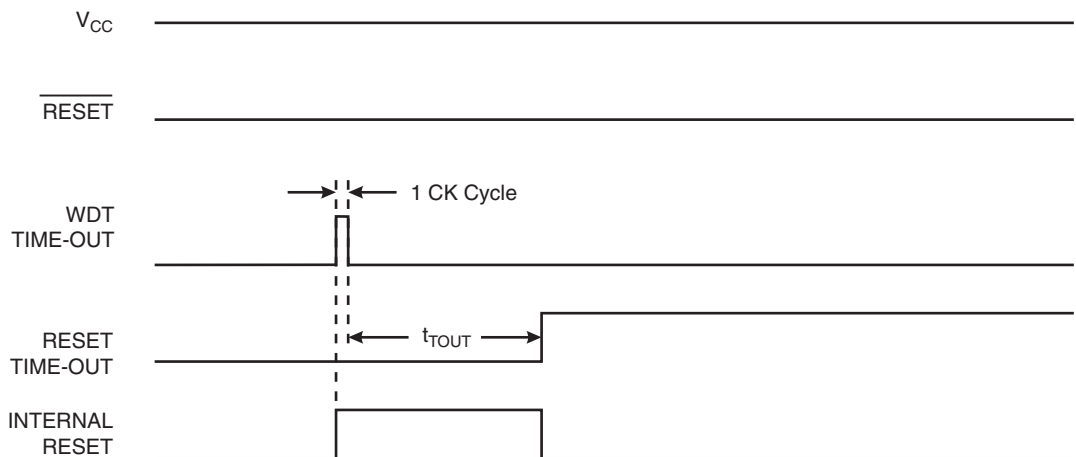 VCC
RESET
1 CK Cycle
WDT
TIME-OUT
RESET
TIME-OUT
tTOUT
INTERNAL
RESET